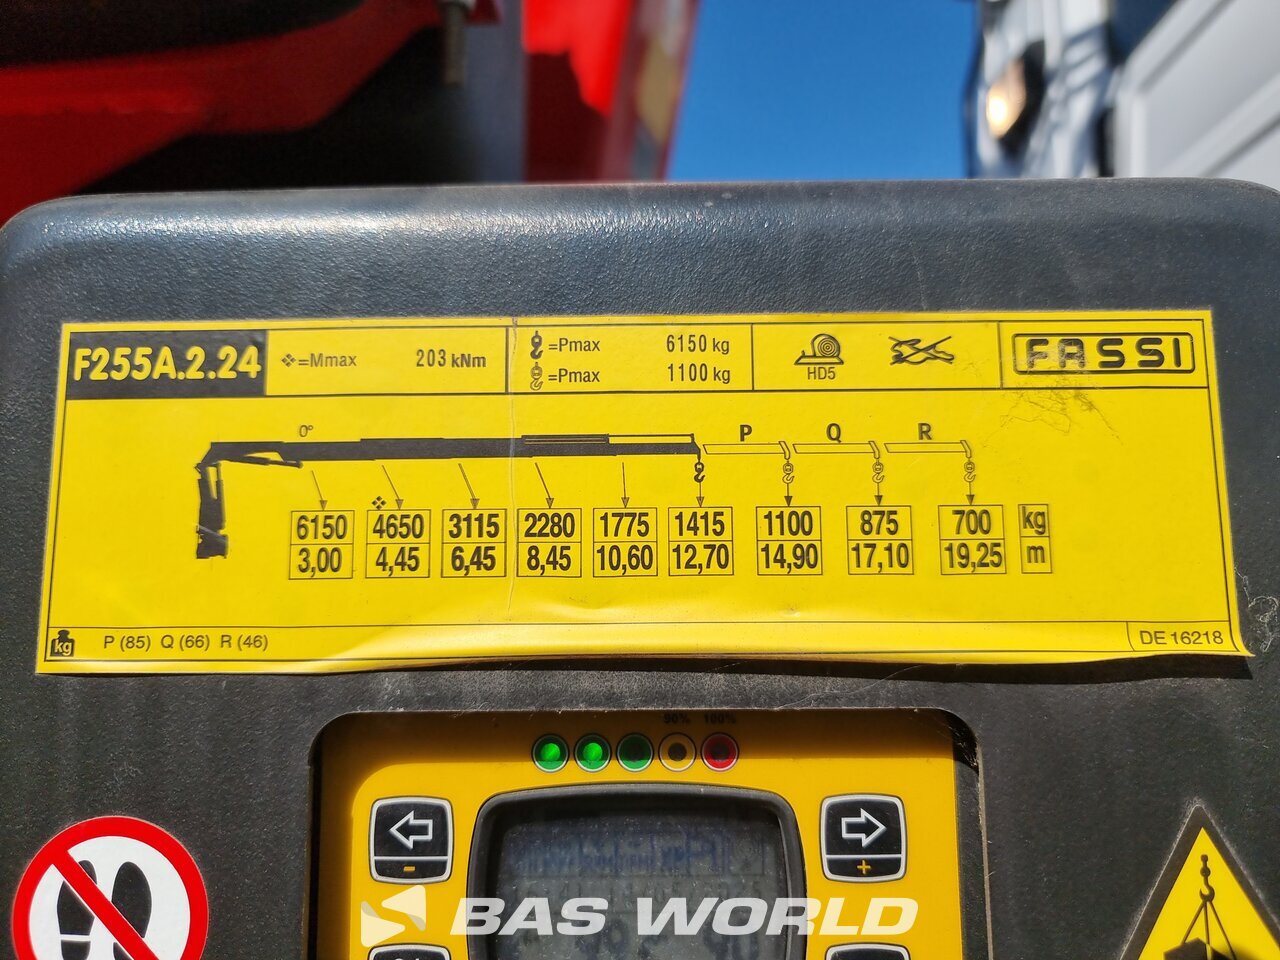 F255A.2.24 ❖=Mmax 203 kNm =Pmax 6150 kg HD5 FASSI
=Pmax 1100 kg
0° P Q R
❖
6150 4650 3115 2280 1775 1415 1100 875 700 kg
3,00 4,45 6,45 8,45 10,60 12,70 14,90 17,10 19,25 m
kg P (85) Q (66) R (46) DE 16218
90% 100%
- +
BAS WORLD